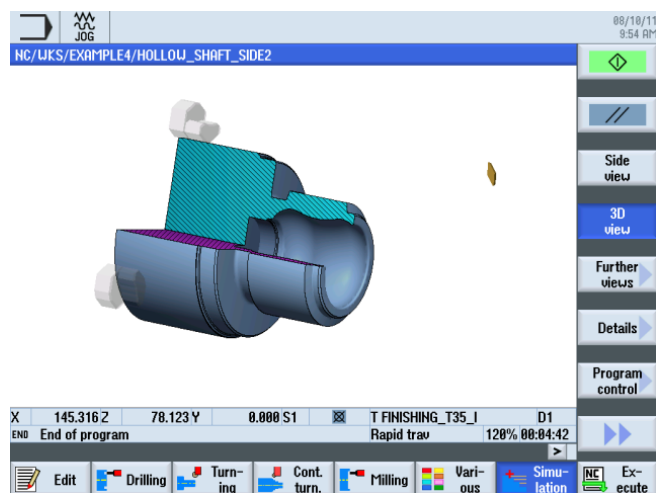 JOG
08/10/11
9:54 AM
NC/WKS/EXAMPLE4/HOLLOW_SHAFT_SIDE2
Side
view
3D
view
Further
views
Details
Program
control
X 145.316 Z 78.123 Y 0.000 S1 T FINISHING_T35_I D1
END End of program Rapid trav 120% 00:04:42
>
Edit
Drilling
Turn-
ing
Cont.
turn.
Milling
Vari-
ous
Simu-
lation
NC
Ex-
ecute